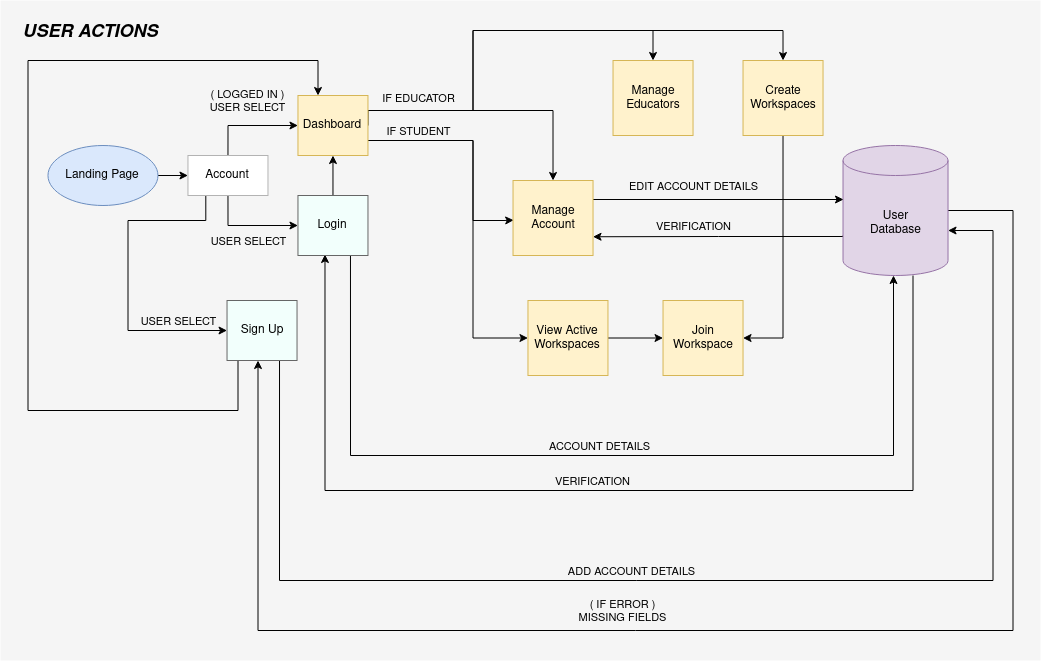 USER ACTIONS
( LOGGED IN )
USER SELECT
Dashboard
IF EDUCATOR
IF STUDENT
Manage
Educators
Create
Workspaces
Landing Page
Account
Login
USER SELECT
Manage
Account
EDIT ACCOUNT DETAILS
VERIFICATION
User
Database
USER SELECT
Sign Up
View Active
Workspaces
Join
Workspace
ACCOUNT DETAILS
VERIFICATION
ADD ACCOUNT DETAILS
( IF ERROR )
MISSING FIELDS